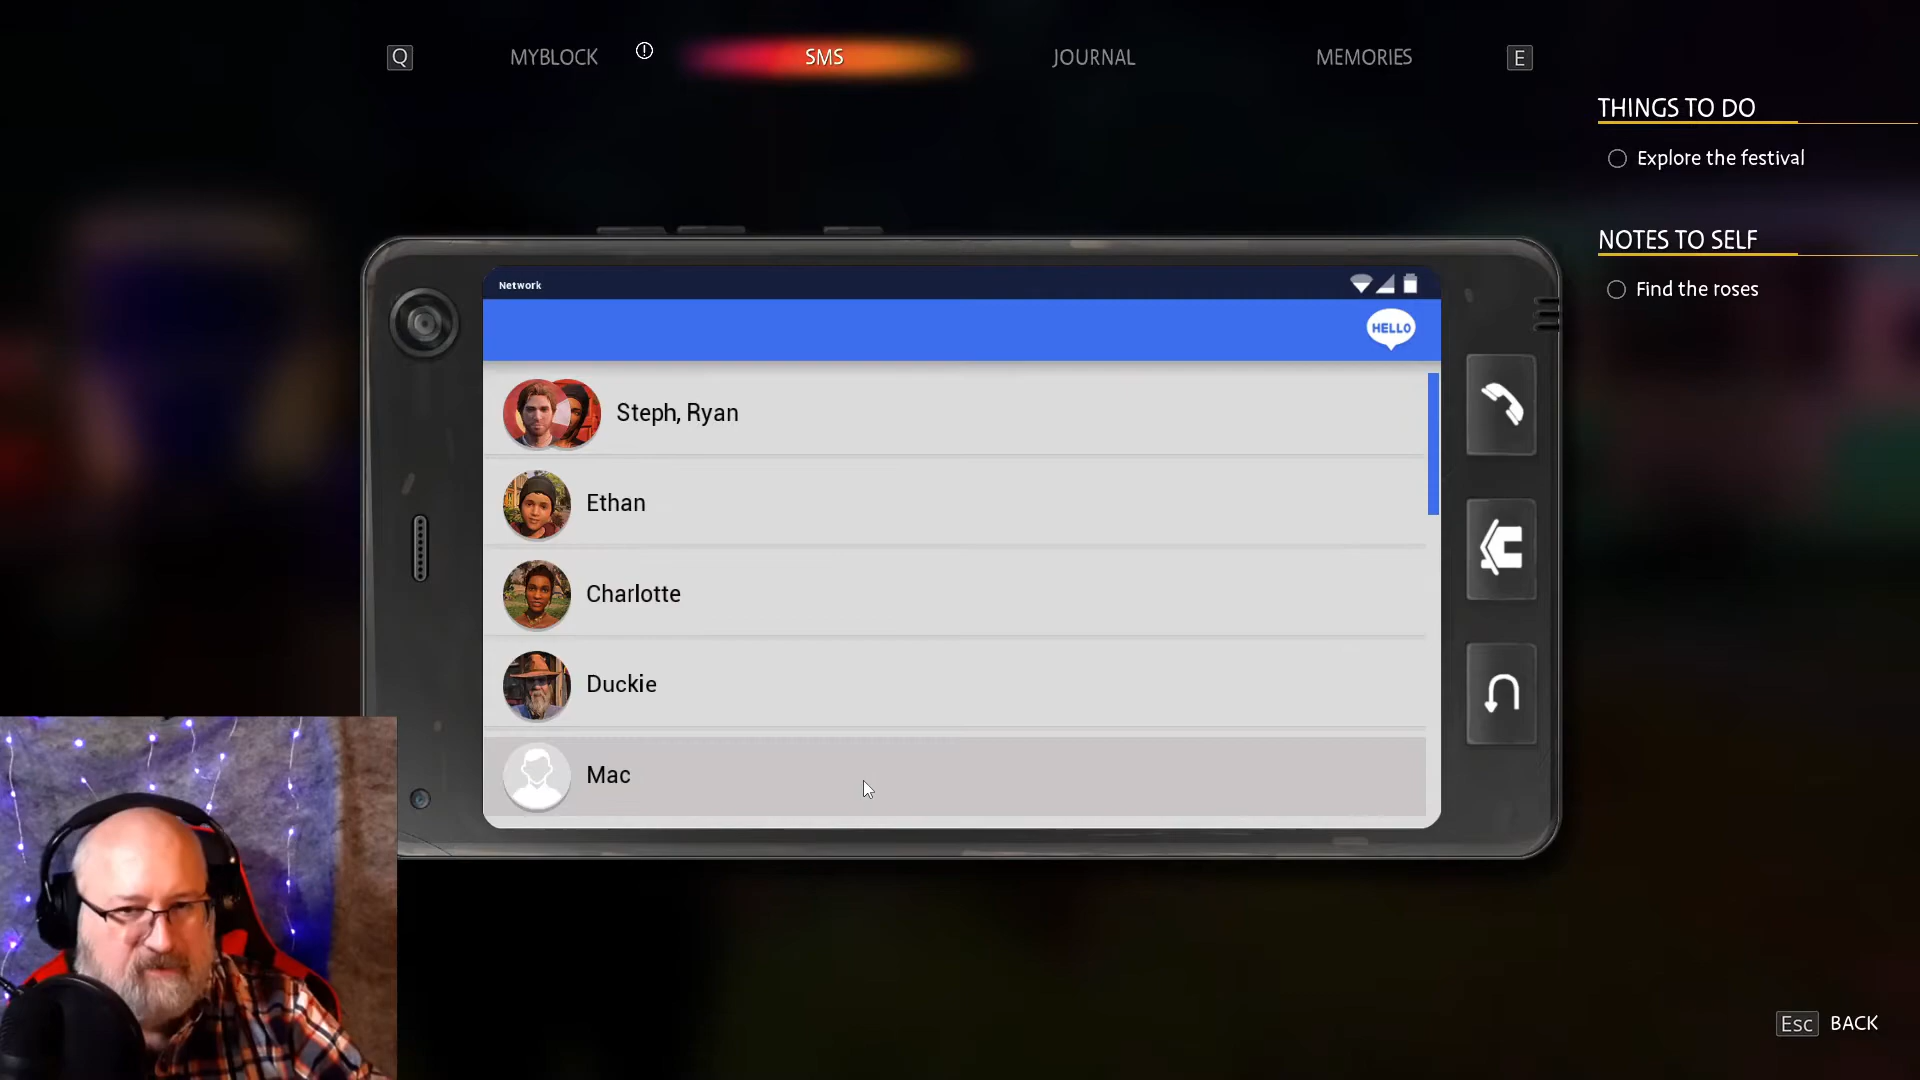 Q MYBLOCK ! SMS JOURNAL MEMORIES E
THINGS TO DO
Explore the festival
NOTES TO SELF
Find the roses
Network
HELLO
Steph, Ryan
Ethan
Charlotte
Duckie
Mac
Esc BACK